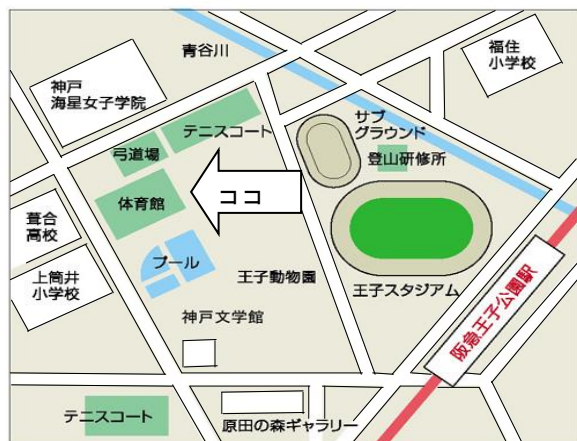 青谷川
福住
小学校
神戸
海星女子学院
サブ
グラウンド
テニスコート
弓道場
登山研修所
体育館
ココ
葺合
高校
プール
王子動物園
上筒井
小学校
王子スタジアム
神戸文学館
阪急王子公園駅
テニスコート
原田の森ギャラリー